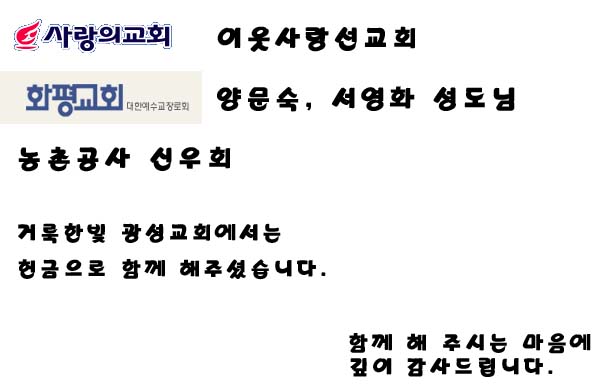 사랑의교회 이웃사랑선교회
화평교회 대한예수교장로회 양문숙, 서영화 성도님
농촌공사 신우회
거룩한빛 광성교회에서는
헌금으로 함께 해주셨습니다.
함께 해 주시는 마음에
깊이 감사드립니다.